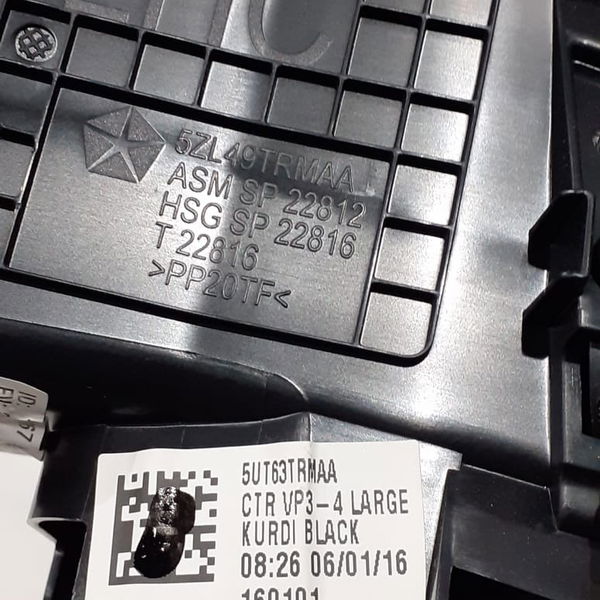 5ZL49TRMAA
ASM SP 22812
HSG SP 22816
T 22816
>PP20TF<
5UT63TRMAA
CTR VP3-4 LARGE
KURDI BLACK
08:26 06/01/16
160101